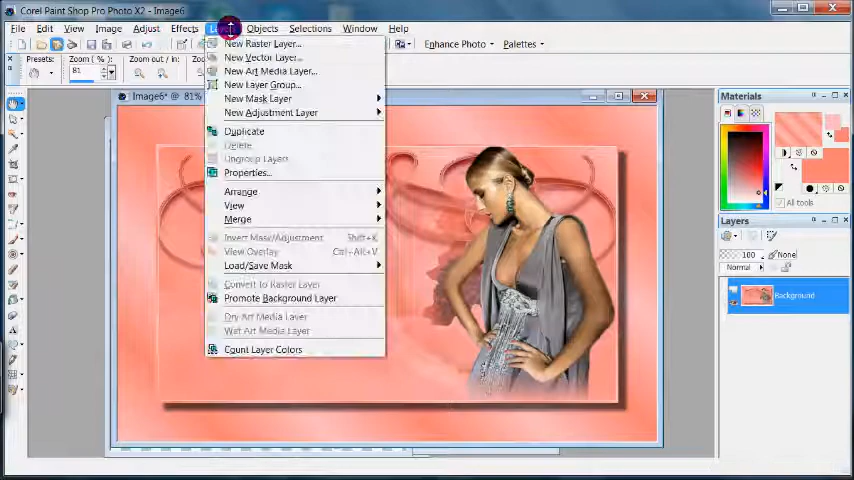 Corel Paint Shop Pro Photo X2 - Image6
File Edit View Image Adjust Effects Layers Objects Selections Window Help
Enhance Photo Palettes
Presets: Zoom (%): Zoom out / in:
81
Image6* @ 81%
New Raster Layer...
New Vector Layer...
New Art Media Layer...
New Layer Group...
New Mask Layer
New Adjustment Layer
Duplicate
Delete
Ungroup Layers
Properties...
Arrange
View
Merge
Invert Mask/Adjustment Shift+K
View Overlay Ctrl+Alt+V
Load/Save Mask
Convert to Raster Layer
Promote Background Layer
Dry Art Media Layer
Wet Art Media Layer
Count Layer Colors
Materials
All tools
Layers
100 None
Normal
Background